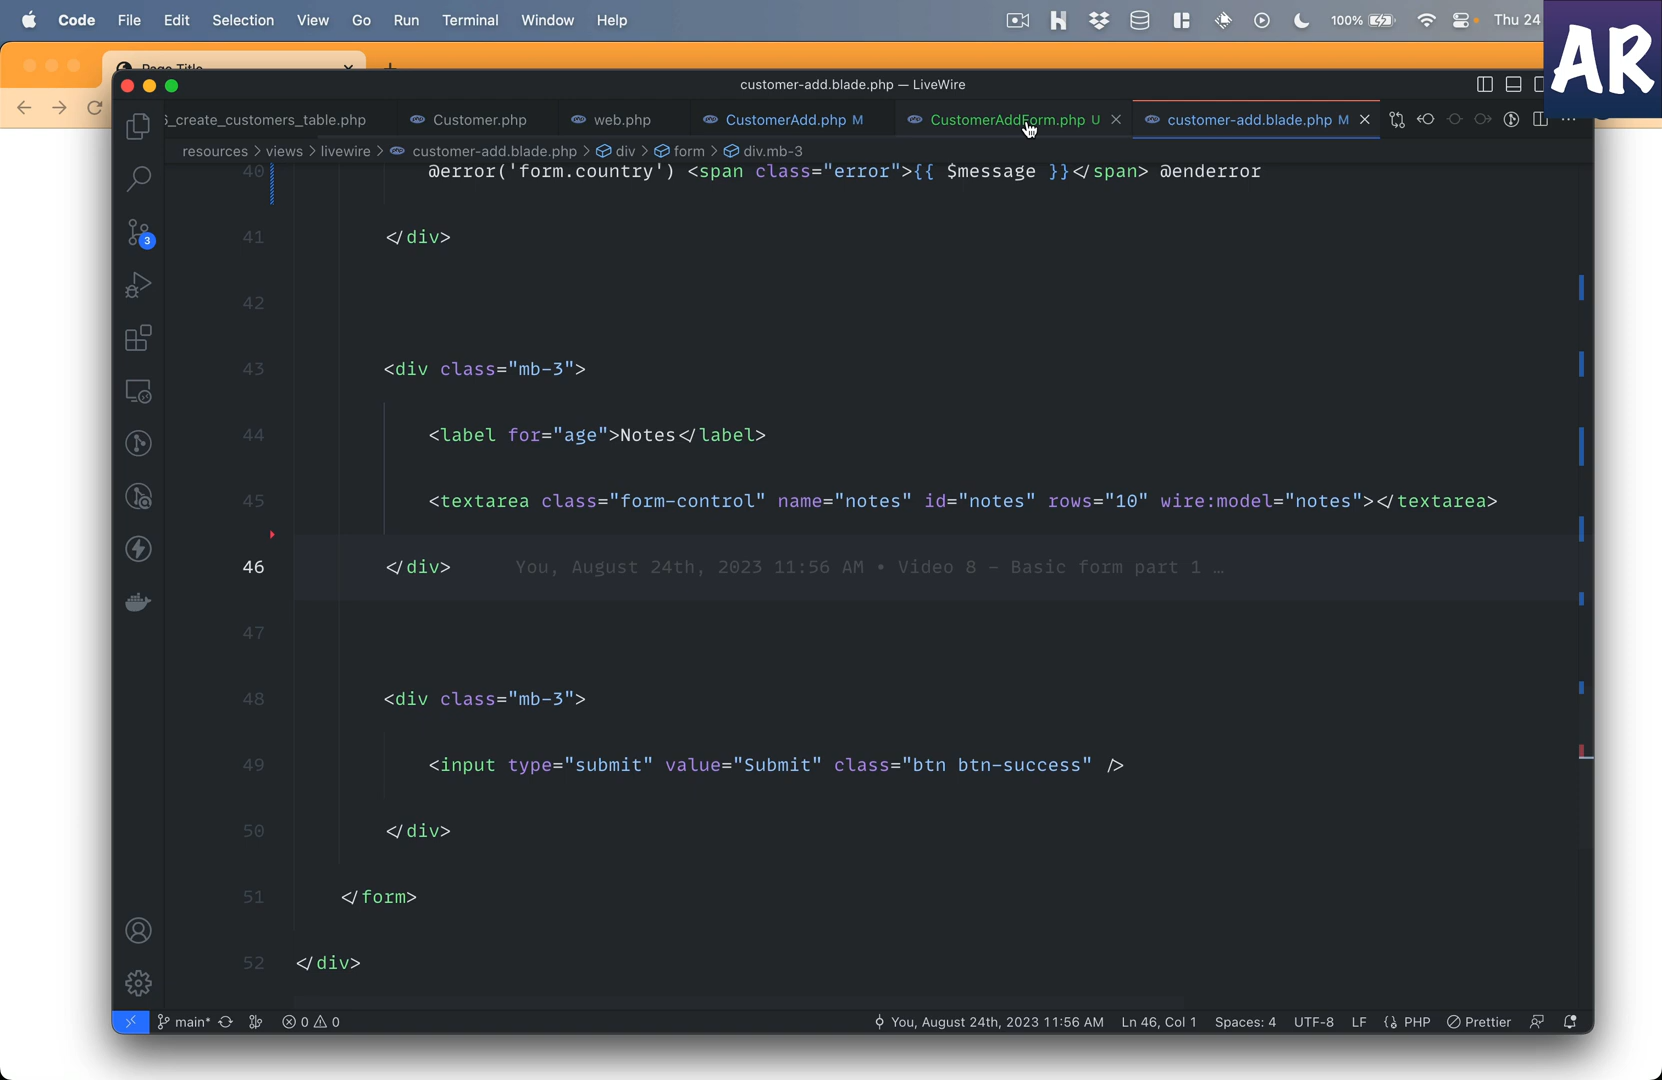 Code File Edit Selection View Go Run Terminal Window Help 100% Thu 24
AR
Page Title
customer-add.blade.php — LiveWire
_create_customers_table.php Customer.php web.php CustomerAdd.php M CustomerAddForm.php U customer-add.blade.php M
resources > views > livewire > customer-add.blade.php > div > form > div.mb-3
40 @error('form.country') <span class="error">{{ $message }}</span> @enderror
41 </div>
42
43 <div class="mb-3">
44 <label for="age">Notes</label>
45 <textarea class="form-control" name="notes" id="notes" rows="10" wire:model="notes"></textarea>
46 </div> You, August 24th, 2023 11:56 AM • Video 8 – Basic form part 1 …
47
48 <div class="mb-3">
49 <input type="submit" value="Submit" class="btn btn-success" />
50 </div>
51 </form>
52 </div>
3
main* 0 0 You, August 24th, 2023 11:56 AM Ln 46, Col 1 Spaces: 4 UTF-8 LF PHP Prettier